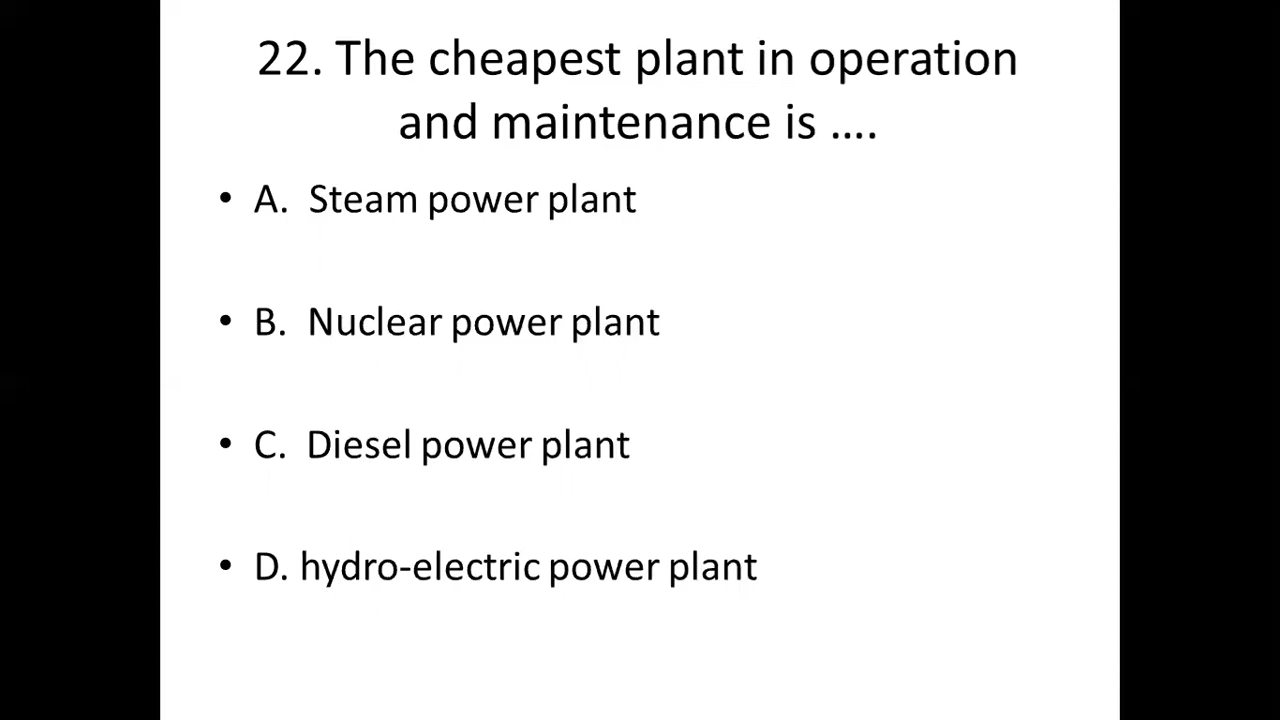 22. The cheapest plant in operation
and maintenance is ....
• A.  Steam power plant
• B.  Nuclear power plant
• C.  Diesel power plant
• D. hydro-electric power plant